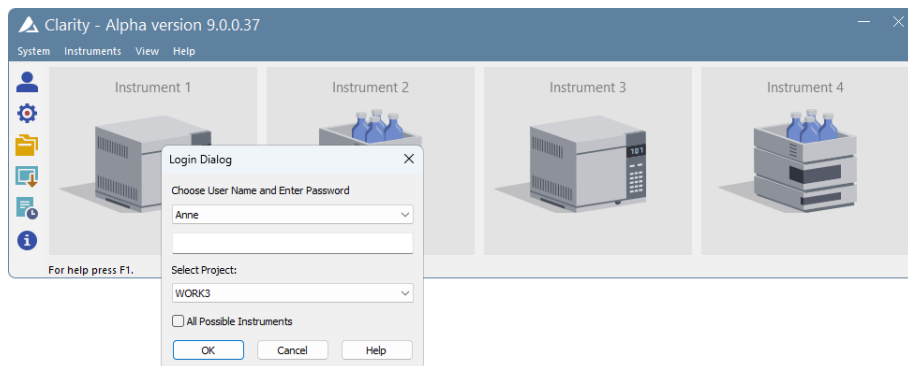 Clarity - Alpha version 9.0.0.37
System Instruments View Help
Instrument 1 Instrument 2 Instrument 3 Instrument 4
107
Login Dialog
Choose User Name and Enter Password
Anne
For help press F1.
Select Project:
WORK3
All Possible Instruments
OK Cancel Help